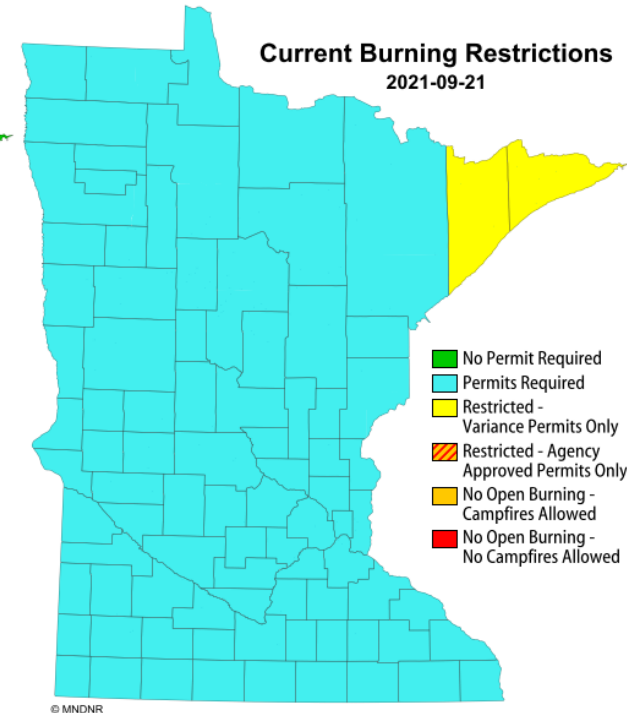 Current Burning Restrictions
2021-09-21
No Permit Required
Permits Required
Restricted -
Variance Permits Only
Restricted - Agency
Approved Permits Only
No Open Burning -
Campfires Allowed
No Open Burning -
No Campfires Allowed
© MNDNR